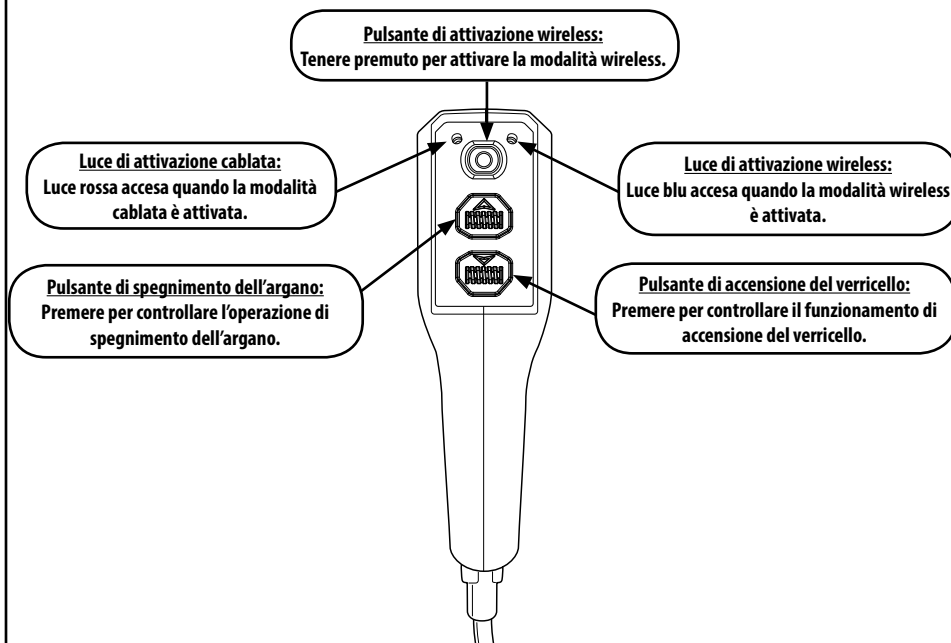 Pulsante di attivazione wireless:
Tenere premuto per attivare la modalità wireless.
Luce di attivazione cablata:
Luce rossa accesa quando la modalità
cablata è attivata.
Luce di attivazione wireless:
Luce blu accesa quando la modalità wireless
è attivata.
Pulsante di spegnimento dell’argano:
Premere per controllare l’operazione di
spegnimento dell’argano.
Pulsante di accensione del verricello:
Premere per controllare il funzionamento di
accensione del verricello.